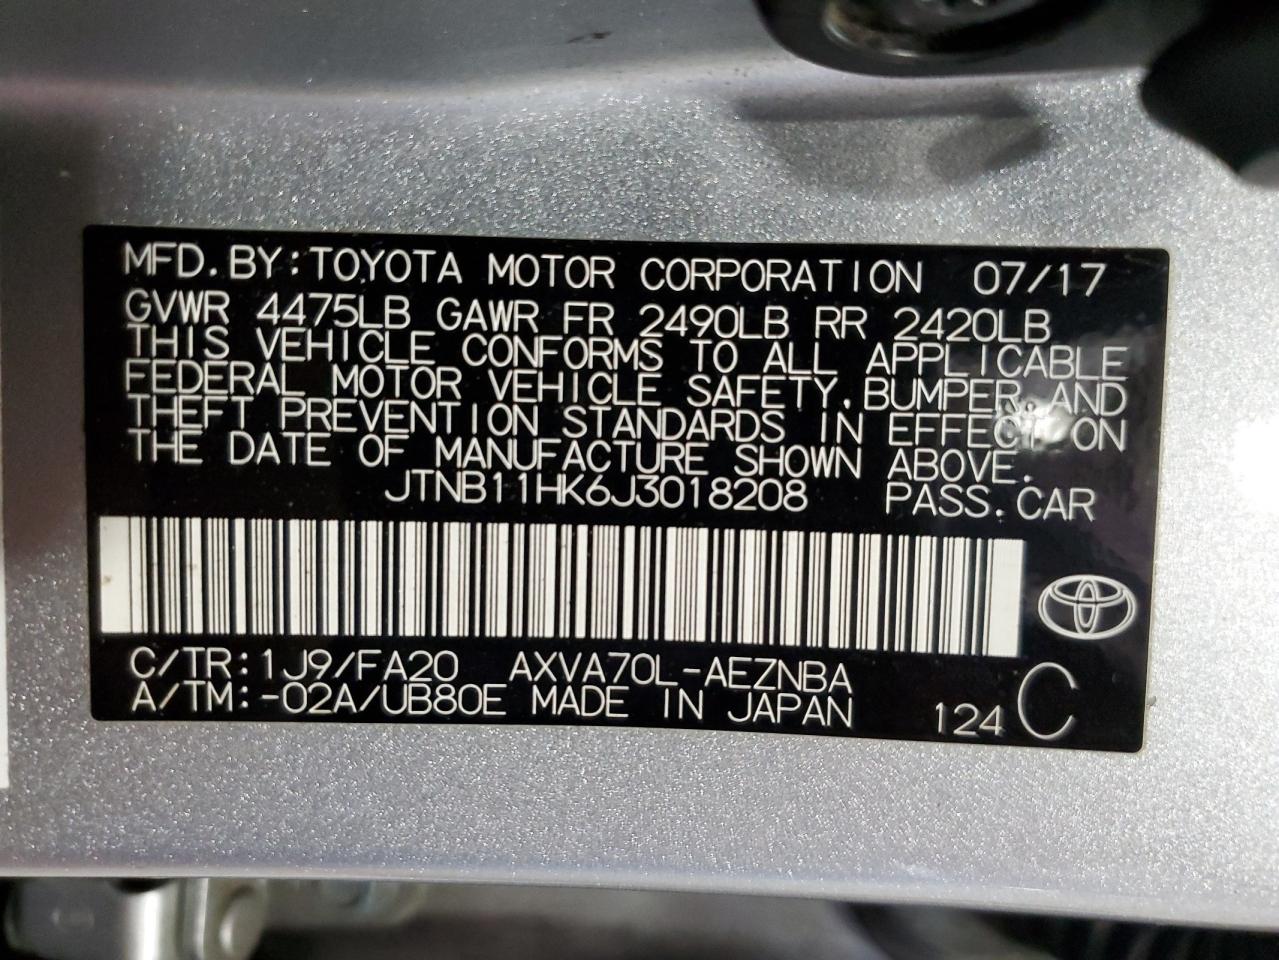 MFD.BY:TOYOTA MOTOR CORPORATION 07/17
GVWR 4475LB GAWR FR 2490LB RR 2420LB
THIS VEHICLE CONFORMS TO ALL APPLICABLE
FEDERAL MOTOR VEHICLE SAFETY,BUMPER,AND
THEFT PREVENTION STANDARDS IN EFFECT ON
THE DATE OF MANUFACTURE SHOWN ABOVE.
JTNB11HK6J3018208 PASS.CAR
C/TR:1J9/FA20 AXVA70L-AEZNBA
A/TM:-02A/UB80E MADE IN JAPAN 124 C